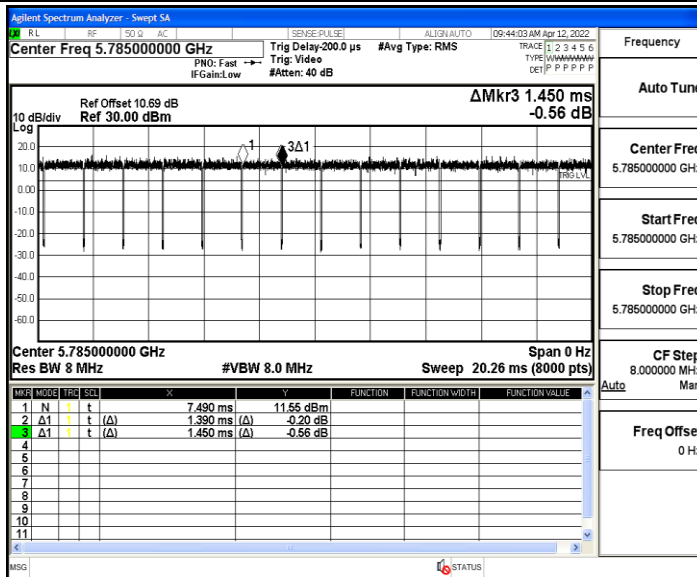 Agilent Spectrum Analyzer - Swept SA
LXI RL RF 50 Ω AC SENSE:PULSE ALIGN AUTO 09:44:03 AM Apr 12, 2022
Center Freq 5.785000000 GHz
PNO: Fast
IFGain:Low
Trig Delay-200.0 µs
Trig: Video
#Atten: 40 dB
#Avg Type: RMS
TRACE 1 2 3 4 5 6
TYPE WWWWWW
DET P P P P P P
ΔMkr3 1.450 ms
-0.56 dB
Ref Offset 10.69 dB
10 dB/div Ref 30.00 dBm
Log
1
3Δ1
TRIG LVL
20.0
10.0
0.00
-10.0
-20.0
-30.0
-40.0
-50.0
-60.0
Center 5.785000000 GHz Span 0 Hz
Res BW 8 MHz #VBW 8.0 MHz Sweep 20.26 ms (8000 pts)
MKR MODE TRC SCL X Y FUNCTION FUNCTION WIDTH FUNCTION VALUE
1 N 1 t 7.490 ms 11.55 dBm
2 Δ1 1 t (Δ) 1.390 ms (Δ) -0.20 dB
3 Δ1 1 t (Δ) 1.450 ms (Δ) -0.56 dB
4
5
6
7
8
9
10
11
MSG STATUS
Frequency
Auto Tune
Center Freq
5.785000000 GHz
Start Freq
5.785000000 GHz
Stop Freq
5.785000000 GHz
CF Step
8.000000 MHz
Auto Man
Freq Offset
0 Hz